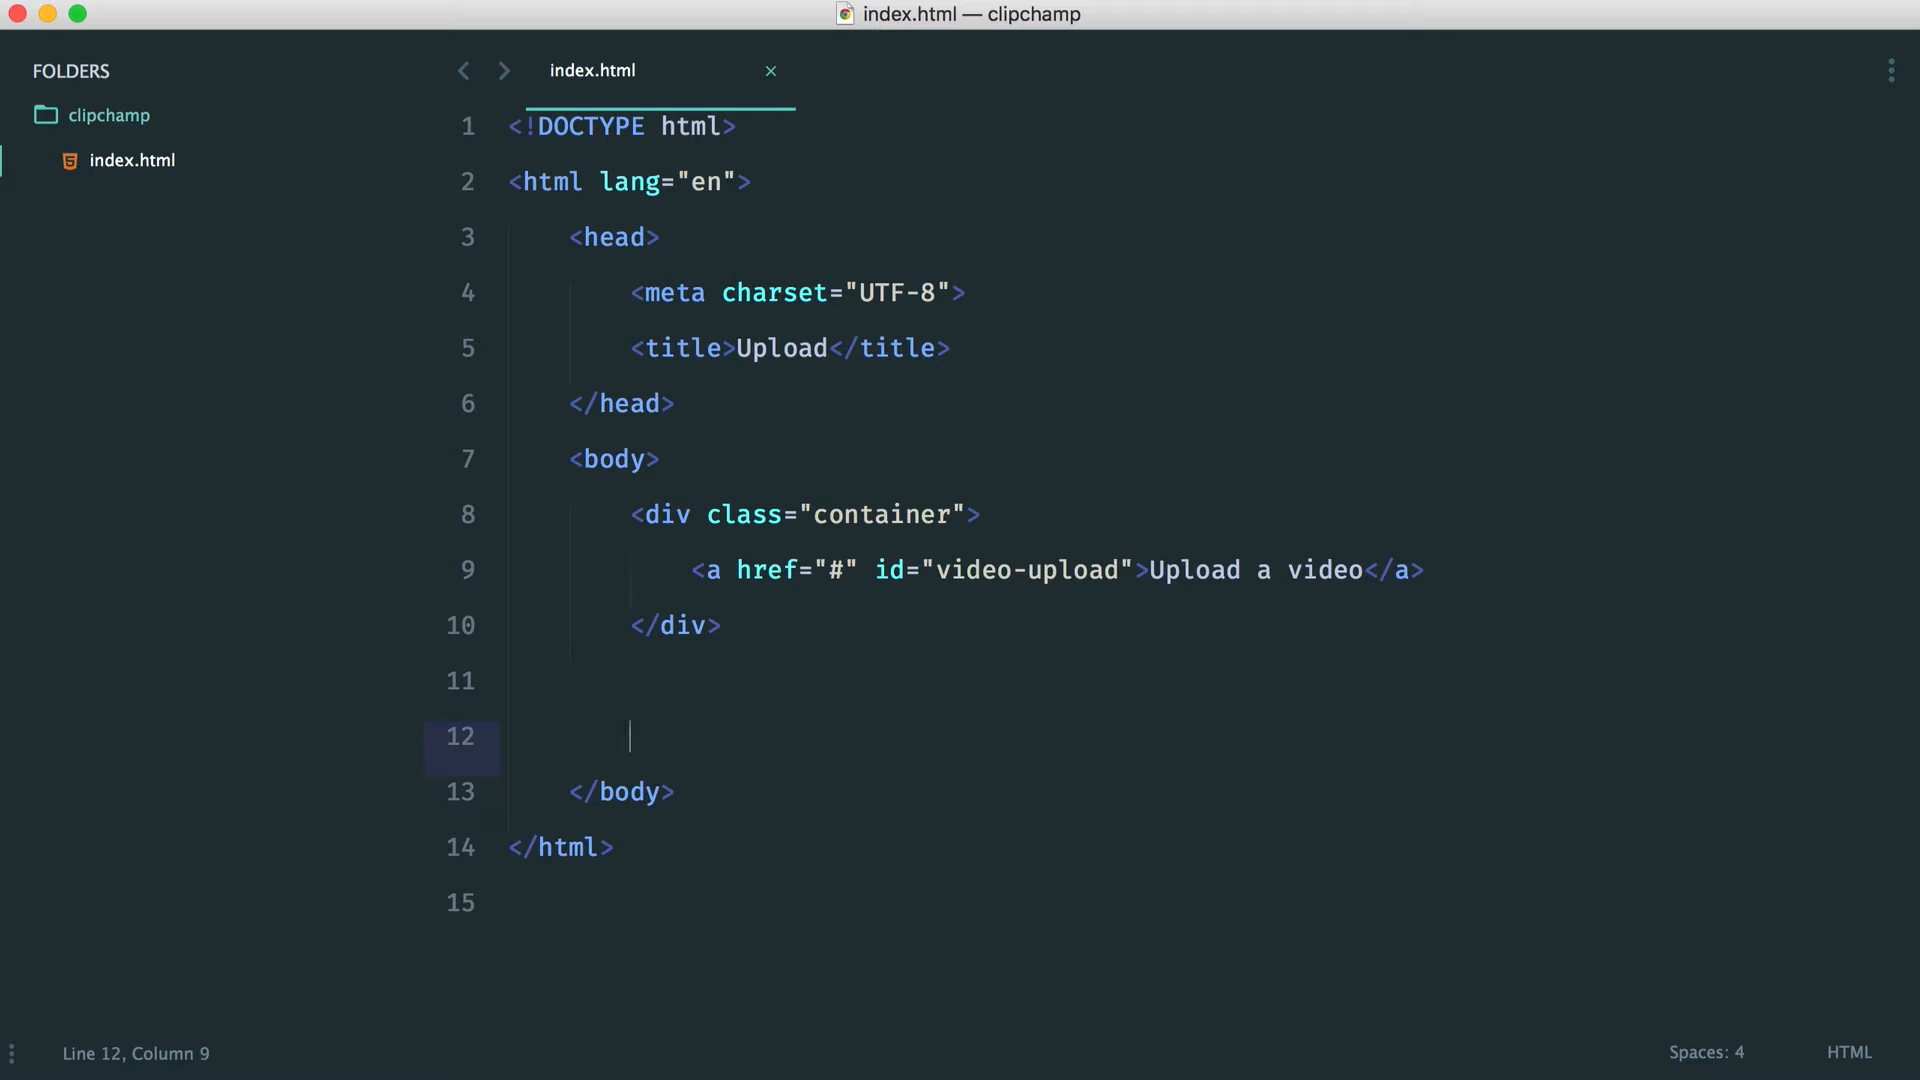 index.html — clipchamp
FOLDERS
clipchamp
index.html
index.html ×
1 <!DOCTYPE html>
2 <html lang="en">
3 <head>
4 <meta charset="UTF-8">
5 <title>Upload</title>
6 </head>
7 <body>
8 <div class="container">
9 <a href="#" id="video-upload">Upload a video</a>
10 </div>
11
12
13 </body>
14 </html>
15
Line 12, Column 9
Spaces: 4
HTML